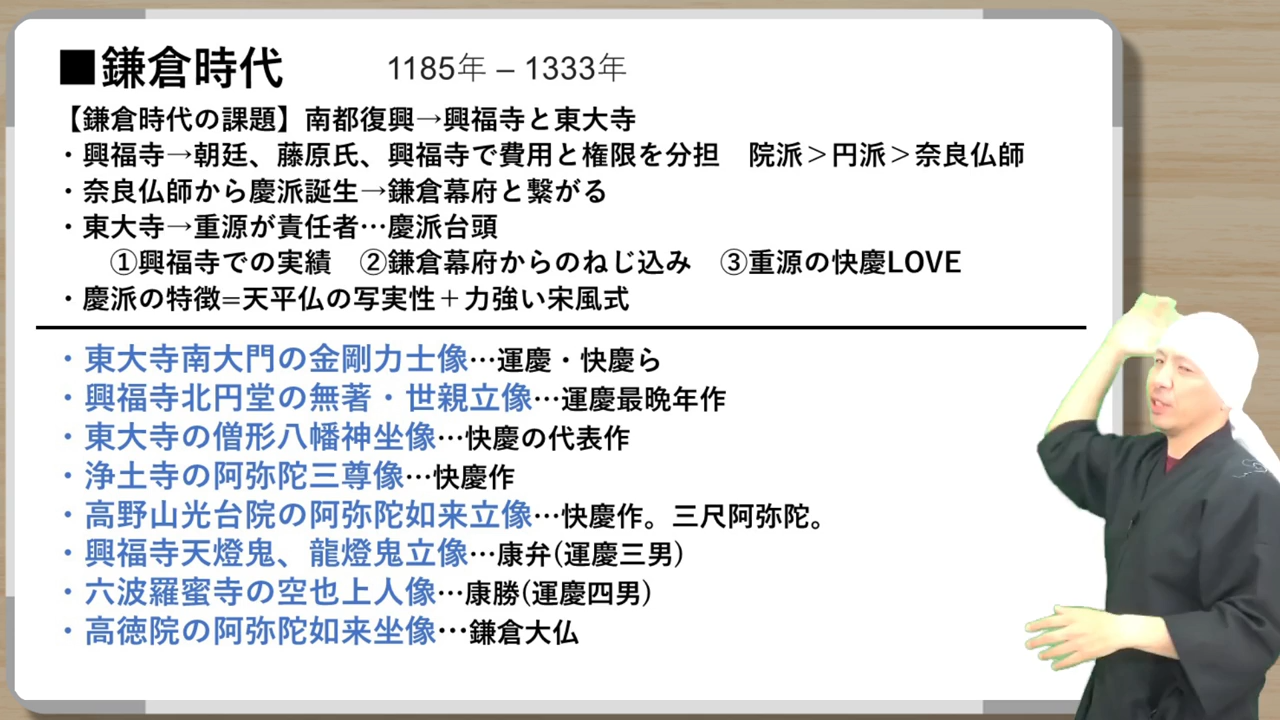 ■鎌倉時代 1185年 – 1333年
【鎌倉時代の課題】南都復興→興福寺と東大寺
・興福寺→朝廷、藤原氏、興福寺で費用と権限を分担 院派＞円派＞奈良仏師
・奈良仏師から慶派誕生→鎌倉幕府と繋がる
・東大寺→重源が責任者…慶派台頭
①興福寺での実績 ②鎌倉幕府からのねじ込み ③重源の快慶LOVE
・慶派の特徴=天平仏の写実性＋力強い宋風式
・東大寺南大門の金剛力士像…運慶・快慶ら
・興福寺北円堂の無著・世親立像…運慶最晩年作
・東大寺の僧形八幡神坐像…快慶の代表作
・浄土寺の阿弥陀三尊像…快慶作
・高野山光台院の阿弥陀如来立像…快慶作。三尺阿弥陀。
・興福寺天燈鬼、龍燈鬼立像…康弁(運慶三男)
・六波羅蜜寺の空也上人像…康勝(運慶四男)
・高徳院の阿弥陀如来坐像…鎌倉大仏